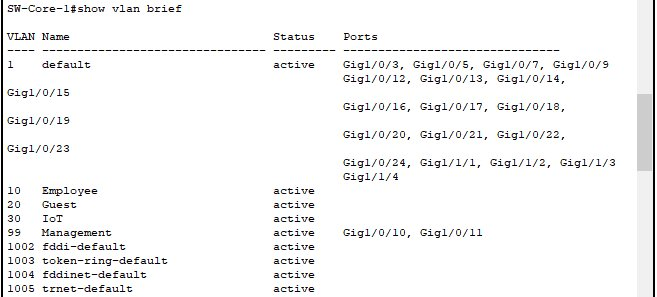 SW-Core-1#show vlan brief
VLAN Name                             Status    Ports
---- -------------------------------- --------- -------------------------------
1    default                          active    Gig1/0/3, Gig1/0/5, Gig1/0/7, Gig1/0/9
                                                Gig1/0/12, Gig1/0/13, Gig1/0/14,
Gig1/0/15
                                                Gig1/0/16, Gig1/0/17, Gig1/0/18,
Gig1/0/19
                                                Gig1/0/20, Gig1/0/21, Gig1/0/22,
Gig1/0/23
                                                Gig1/0/24, Gig1/1/1, Gig1/1/2, Gig1/1/3
                                                Gig1/1/4
10   Employee                         active
20   Guest                            active
30   IoT                              active
99   Management                       active    Gig1/0/10, Gig1/0/11
1002 fddi-default                     active
1003 token-ring-default               active
1004 fddinet-default                  active
1005 trnet-default                    active